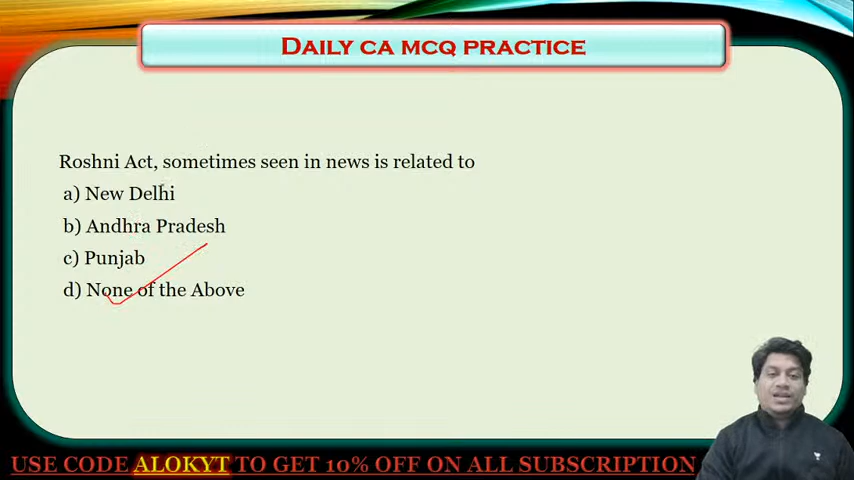 DAILY CA MCQ PRACTICE
Roshni Act, sometimes seen in news is related to
a) New Delhi
b) Andhra Pradesh
c) Punjab
d) None of the Above
USE CODE ALOKYT TO GET 10% OFF ON ALL SUBSCRIPTION